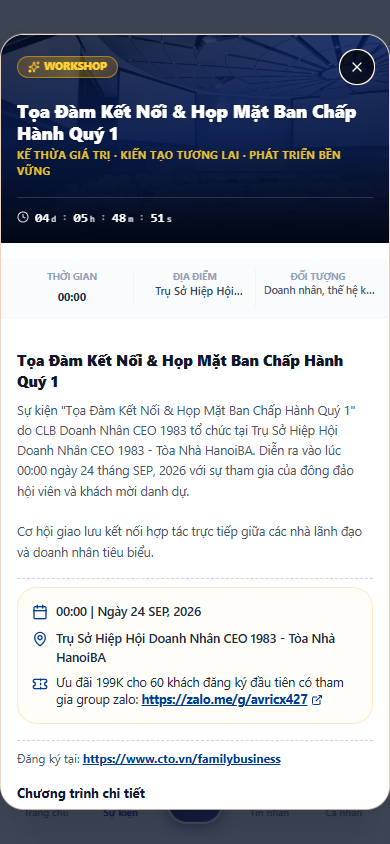 WORKSHOP
Tọa Đàm Kết Nối & Họp Mặt Ban Chấp
Hành Quý 1
KẾ THỪA GIÁ TRỊ · KIẾN TẠO TƯƠNG LAI · PHÁT TRIỂN BỀN
VỮNG
04d : 05h : 48m : 51s
THỜI GIAN
00:00
ĐỊA ĐIỂM
Trụ Sở Hiệp Hội...
ĐỐI TƯỢNG
Doanh nhân, thế hệ k...
Tọa Đàm Kết Nối & Họp Mặt Ban Chấp Hành
Quý 1
Sự kiện "Tọa Đàm Kết Nối & Họp Mặt Ban Chấp Hành Quý 1"
do CLB Doanh Nhân CEO 1983 tổ chức tại Trụ Sở Hiệp Hội
Doanh Nhân CEO 1983 - Tòa Nhà HanoiBA. Diễn ra vào lúc
00:00 ngày 24 tháng SEP, 2026 với sự tham gia của đông đảo
hội viên và khách mời danh dự.
Cơ hội giao lưu kết nối hợp tác trực tiếp giữa các nhà lãnh đạo
và doanh nhân tiêu biểu.
00:00 | Ngày 24 SEP, 2026
Trụ Sở Hiệp Hội Doanh Nhân CEO 1983 - Tòa Nhà
HanoiBA
Ưu đãi 199K cho 60 khách đăng ký đầu tiên có tham
gia group zalo: https://zalo.me/g/avricx427
Đăng ký tại: https://www.cto.vn/familybusiness
Chương trình chi tiết
Trang chủ
Sự kiện
Tin nhắn
Cá nhân